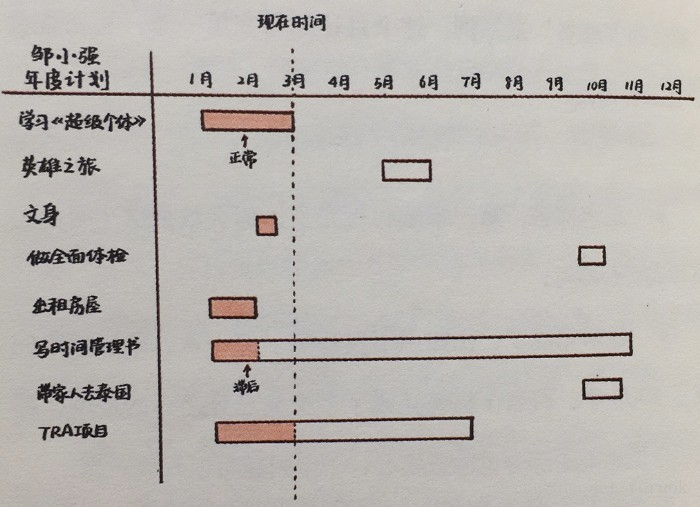 现在时间
邹小强
年度计划
1月 2月 3月 4月 5月 6月 7月 8月 9月 10月 11月 12月
学习《超级个体》
正常
英雄之旅
文身
做全面体检
出租房屋
写时间管理书
滞后
带家人去泰国
TRA项目